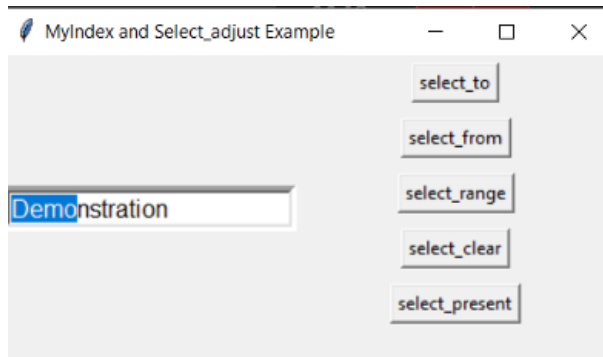 MyIndex and Select_adjust Example
select_to
select_from
select_range
Demonstration
select_clear
select_present